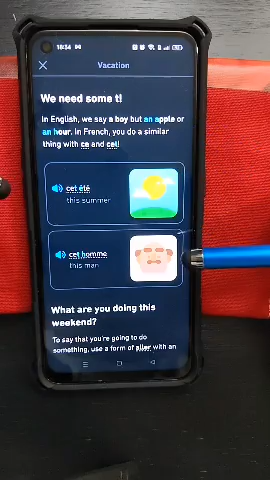 18:34
Vacation
We need some t!
In English, we say a boy but an apple or
an hour. In French, you do a similar
thing with ce and cet!
cet été
this summer
cet homme
this man
What are you doing this
weekend?
To say that you're going to do
something, use a form of aller with an